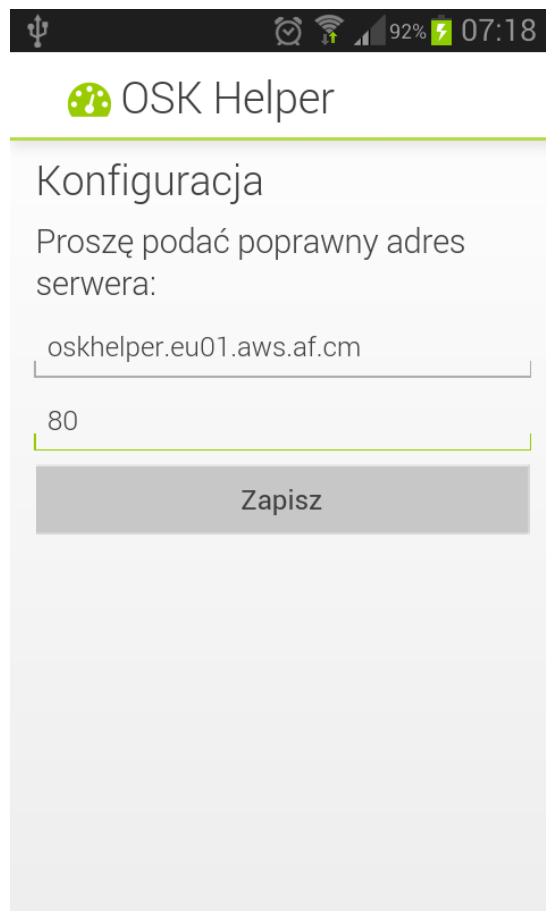 92% 07:18
OSK Helper
Konfiguracja
Proszę podać poprawny adres
serwera:
oskhelper.eu01.aws.af.cm
80
Zapisz